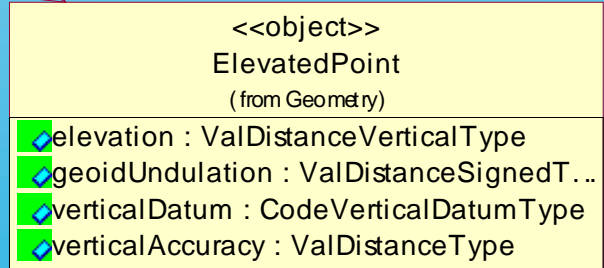 <<object>>
ElevatedPoint
(from Geometry)
elevation : ValDistanceVerticalType
geoidUndulation : ValDistanceSignedT...
verticalDatum : CodeVerticalDatumType
verticalAccuracy : ValDistanceType